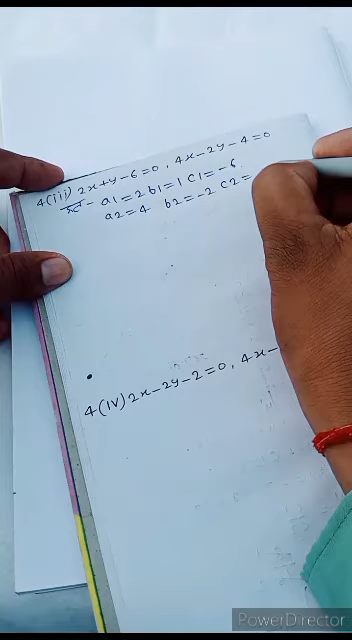 4(iii) 2x+y-6=0, 4x-2y-4=0
a1=2 b1=1 c1=-6.
a2=4 b2=-2 c2=
4(IV) 2x-2y-2=0, 4x-
PowerDirector